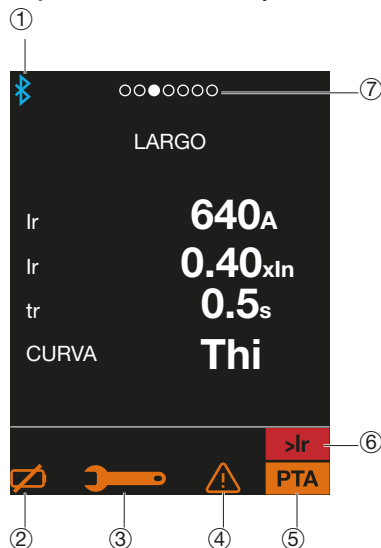 ①
⑦
LARGO
Ir 640A
Ir 0.40xIn
tr 0.5s
CURVA Thi
>Ir ⑥
PTA
② ③ ④ ⑤